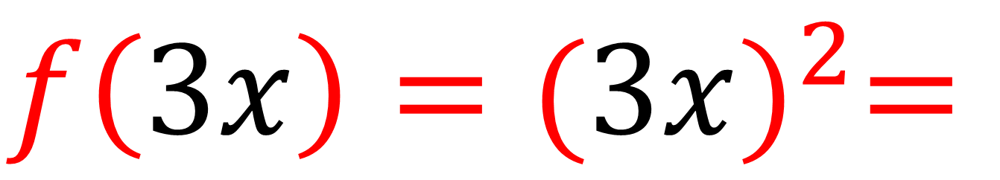 f(3x) = (3x)²=